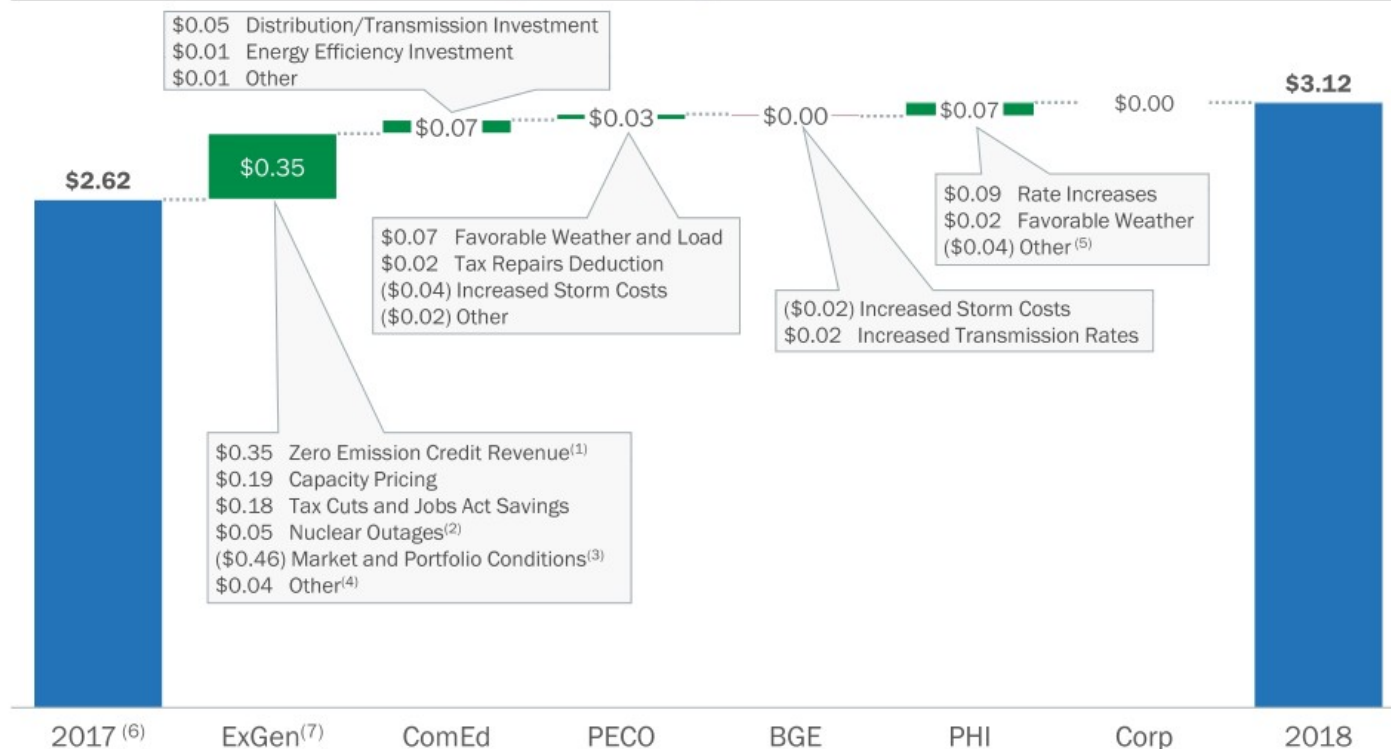 $0.05 Distribution/Transmission Investment
$0.01 Energy Efficiency Investment
$0.01 Other
$2.62
$0.35
$0.07
$0.03
$0.00
$0.07
$0.00
$3.12
$0.09 Rate Increases
$0.02 Favorable Weather
($0.04) Other (5)
$0.07 Favorable Weather and Load
$0.02 Tax Repairs Deduction
($0.04) Increased Storm Costs
($0.02) Other
($0.02) Increased Storm Costs
$0.02 Increased Transmission Rates
$0.35 Zero Emission Credit Revenue(1)
$0.19 Capacity Pricing
$0.18 Tax Cuts and Jobs Act Savings
$0.05 Nuclear Outages(2)
($0.46) Market and Portfolio Conditions(3)
$0.04 Other(4)
2017 (6) ExGen(7) ComEd PECO BGE PHI Corp 2018